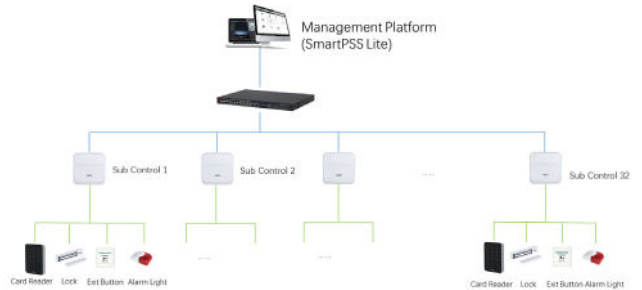 Management Platform
(SmartPSS Lite)
Sub Control 1
Sub Control 2
Sub Control 32
Card Reader Lock Exit Button Alarm Light
Card Reader Lock Exit Button Alarm Light